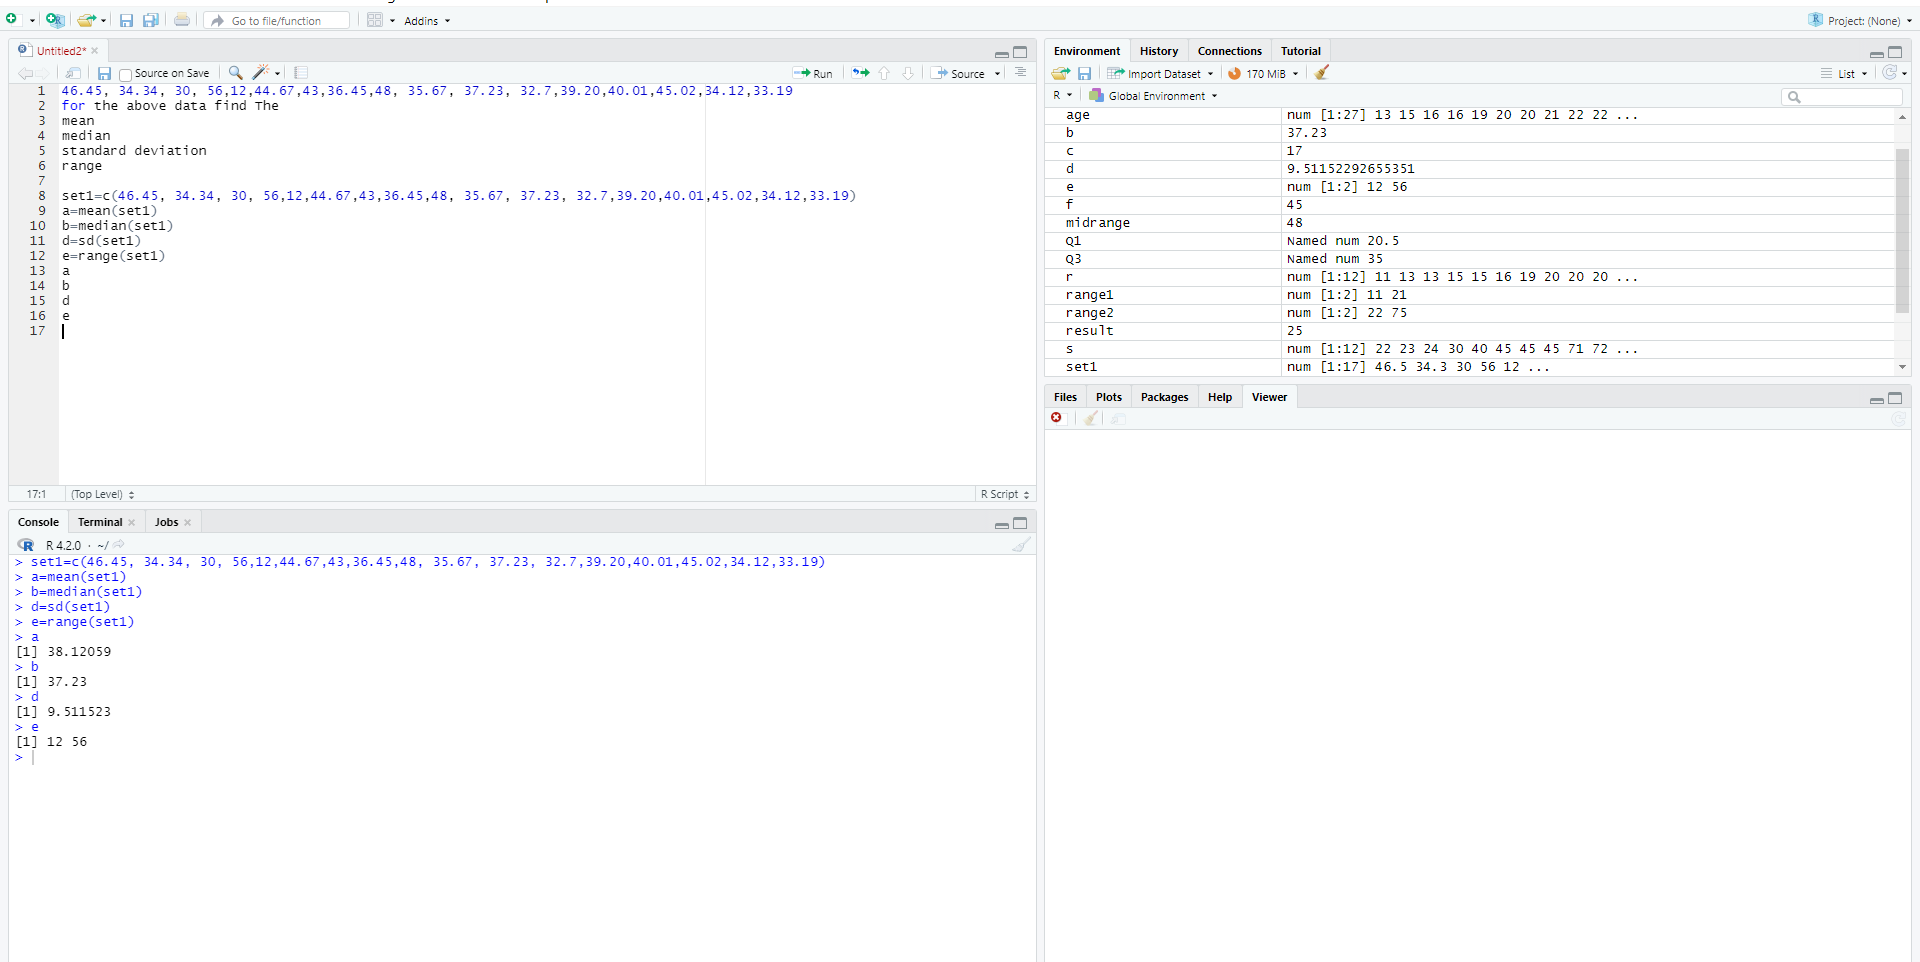 Go to file/function
Addins
Project: (None)
Untitled2*
Source on Save
Run
Source
1 46.45, 34.34, 30, 56,12,44.67,43,36.45,48, 35.67, 37.23, 32.7,39.20,40.01,45.02,34.12,33.19
2 for the above data find The
3 mean
4 median
5 standard deviation
6 range
7
8 set1=c(46.45, 34.34, 30, 56,12,44.67,43,36.45,48, 35.67, 37.23, 32.7,39.20,40.01,45.02,34.12,33.19)
9 a=mean(set1)
10 b=median(set1)
11 d=sd(set1)
12 e=range(set1)
13 a
14 b
15 d
16 e
17
17:1 (Top Level) R Script
Console Terminal Jobs
R 4.2.0 · ~/
> set1=c(46.45, 34.34, 30, 56,12,44.67,43,36.45,48, 35.67, 37.23, 32.7,39.20,40.01,45.02,34.12,33.19)
> a=mean(set1)
> b=median(set1)
> d=sd(set1)
> e=range(set1)
> a
[1] 38.12059
> b
[1] 37.23
> d
[1] 9.511523
> e
[1] 12 56
>
Environment History Connections Tutorial
Import Dataset 170 MiB List
R Global Environment
age num [1:27] 13 15 16 16 19 20 20 21 22 22 ...
b 37.23
c 17
d 9.51152292655351
e num [1:2] 12 56
f 45
midrange 48
Q1 Named num 20.5
Q3 Named num 35
r num [1:12] 11 13 13 15 15 16 19 20 20 20 ...
range1 num [1:2] 11 21
range2 num [1:2] 22 75
result 25
s num [1:12] 22 23 24 30 40 45 45 45 71 72 ...
set1 num [1:17] 46.5 34.3 30 56 12 ...
Files Plots Packages Help Viewer